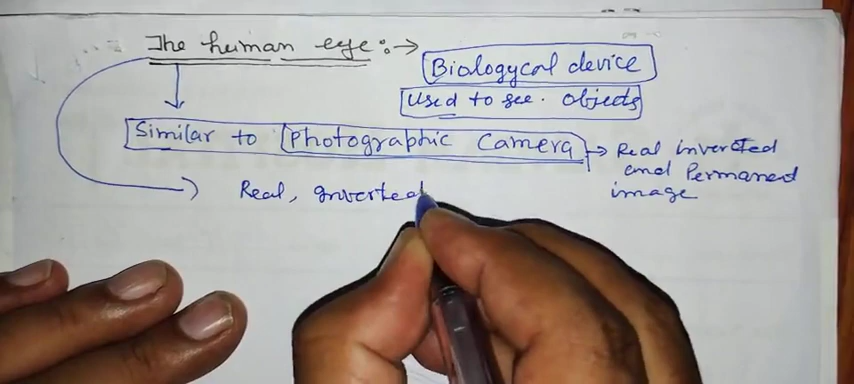 The human eye :→
Biologycal device
Used to see. objects
Similar to Photographic Camera → Real inverted
and Permanent
image
Real, Inverted